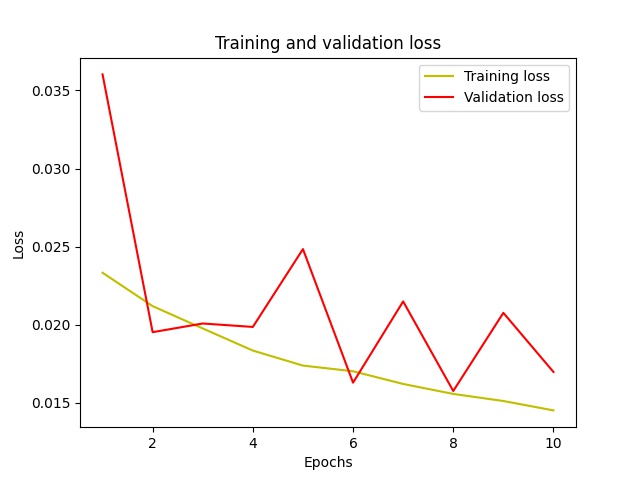 Training and validation loss
Training loss
Validation loss
0.035
0.030
0.025
0.020
0.015
Loss
2
4
6
8
10
Epochs